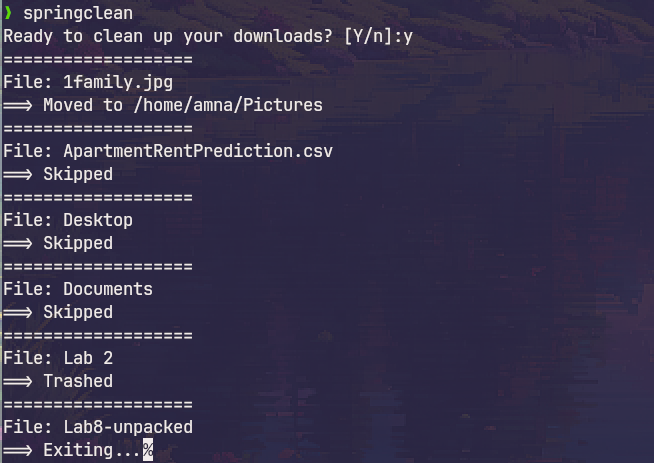 ❯ springclean
Ready to clean up your downloads? [Y/n]:y
===================
File: 1family.jpg
==> Moved to /home/amna/Pictures
===================
File: ApartmentRentPrediction.csv
==> Skipped
===================
File: Desktop
==> Skipped
===================
File: Documents
==> Skipped
===================
File: Lab 2
==> Trashed
===================
File: Lab8-unpacked
==> Exiting...%